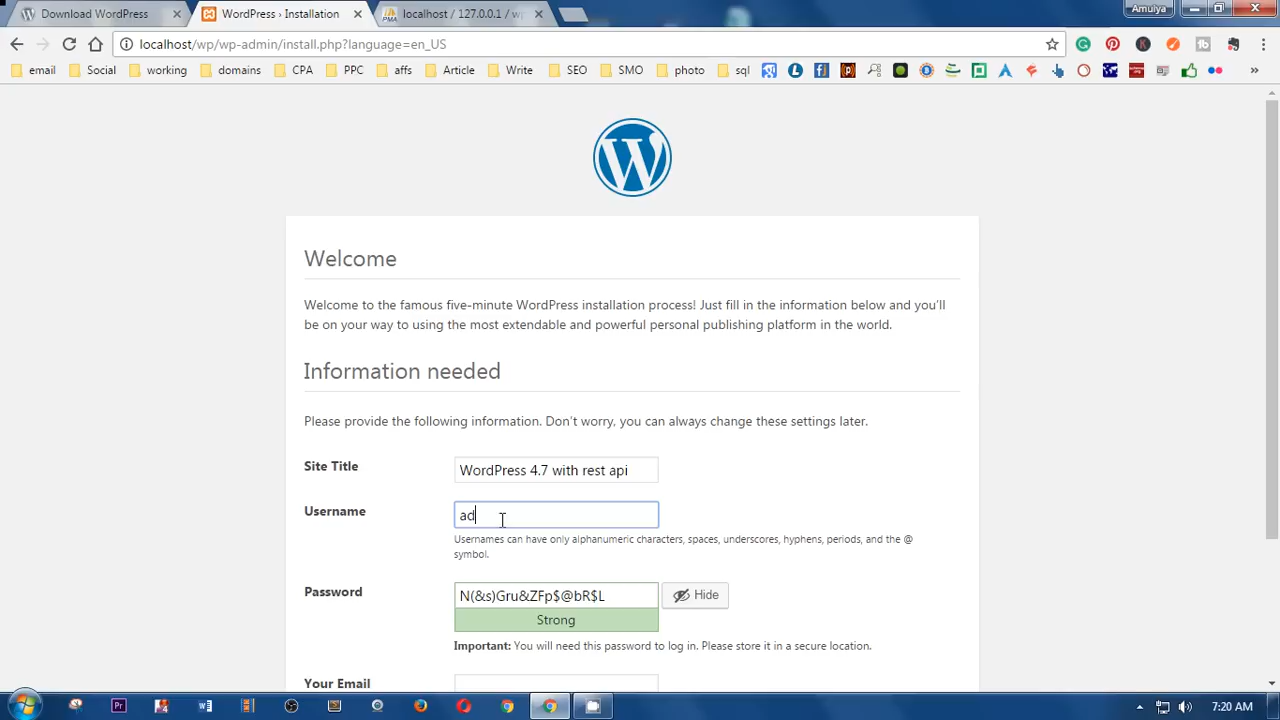 Download WordPress
WordPress › Installation
localhost / 127.0.0.1 / wp
Amulya
localhost/wp/wp-admin/install.php?language=en_US
email Social working domains CPA PPC affs Article Write SEO SMO photo sql
Welcome
Welcome to the famous five-minute WordPress installation process! Just fill in the information below and you'll
be on your way to using the most extendable and powerful personal publishing platform in the world.
Information needed
Please provide the following information. Don't worry, you can always change these settings later.
Site Title
WordPress 4.7 with rest api
Username
ad
Usernames can have only alphanumeric characters, spaces, underscores, hyphens, periods, and the @
symbol.
Password
N(&s)Gru&ZFp$@bR$L
Hide
Strong
Important: You will need this password to log in. Please store it in a secure location.
Your Email
7:20 AM